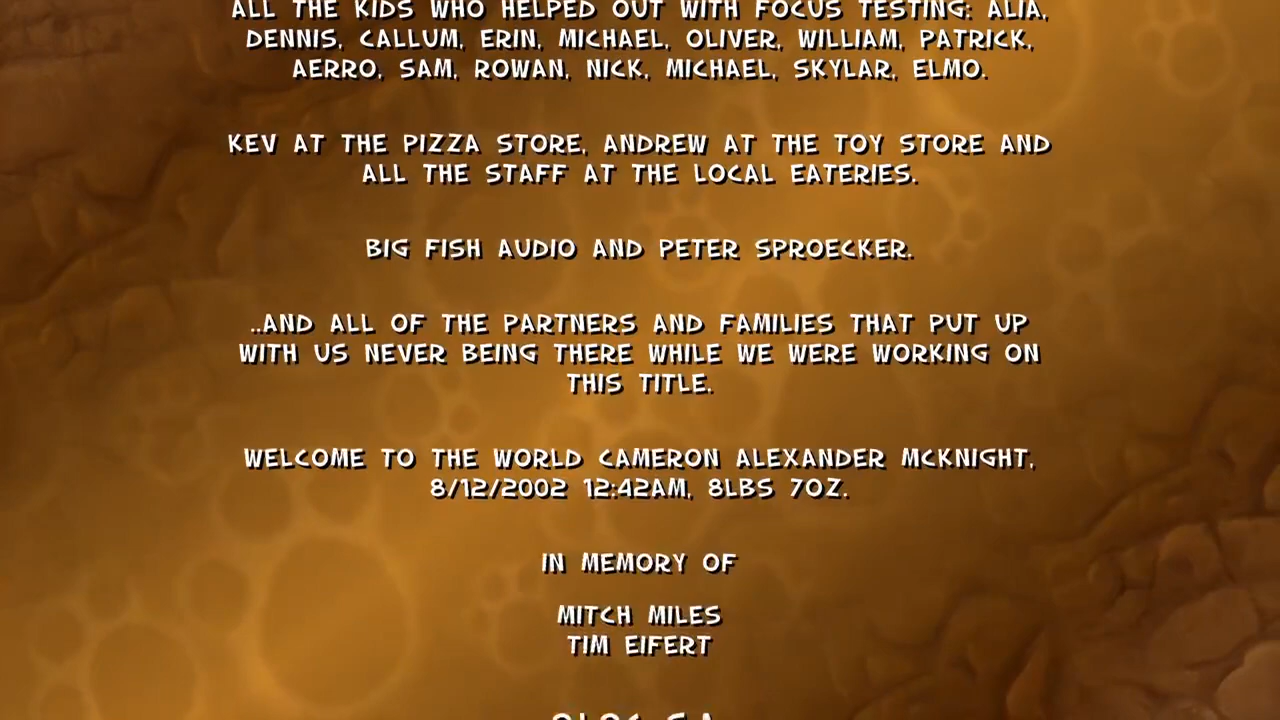 ALL THE KIDS WHO HELPED OUT WITH FOCUS TESTING: ALIA,
DENNIS, CALLUM, ERIN, MICHAEL, OLIVER, WILLIAM, PATRICK,
AERRO, SAM, ROWAN, NICK, MICHAEL, SKYLAR, ELMO.
KEV AT THE PIZZA STORE, ANDREW AT THE TOY STORE AND
ALL THE STAFF AT THE LOCAL EATERIES.
BIG FISH AUDIO AND PETER SPROECKER.
..AND ALL OF THE PARTNERS AND FAMILIES THAT PUT UP
WITH US NEVER BEING THERE WHILE WE WERE WORKING ON
THIS TITLE.
WELCOME TO THE WORLD CAMERON ALEXANDER MCKNIGHT,
8/12/2002 12:42AM, 8LBS 7OZ.
IN MEMORY OF
MITCH MILES
TIM EIFERT